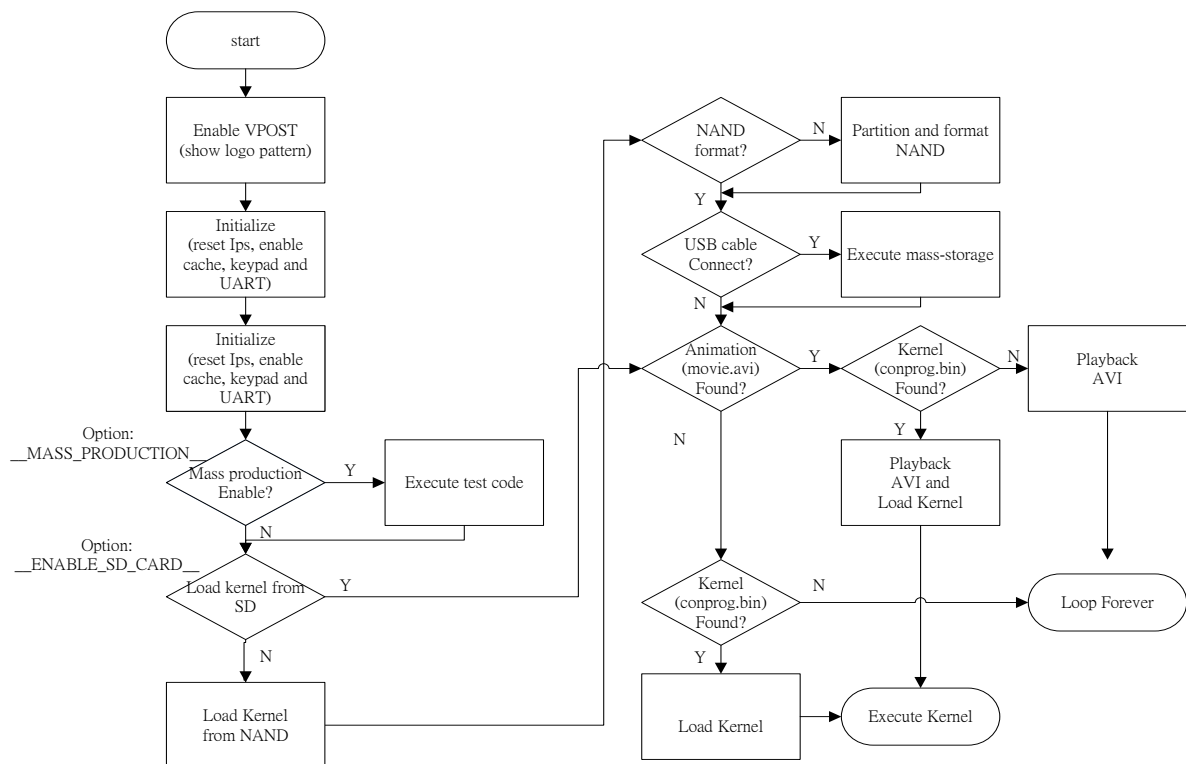 start
Enable VPOST
(show logo pattern)
Initialize
(reset Ips, enable
cache, keypad and
UART)
Initialize
(reset Ips, enable
cache, keypad and
UART)
Option:
__MASS_PRODUCTION__
Mass production
Enable?
Y
Execute test code
N
Option:
__ENABLE_SD_CARD__
Load kernel from
SD
Y
N
Load Kernel
from NAND
NAND
format?
N
Partition and format
NAND
Y
USB cable
Connect?
Y
Execute mass-storage
N
Animation
(movie.avi)
Found?
Y
Kernel
(conprog.bin)
Found?
N
Playback
AVI
N
Y
Playback
AVI and
Load Kernel
Kernel
(conprog.bin)
Found?
N
Loop Forever
Y
Load Kernel
Execute Kernel